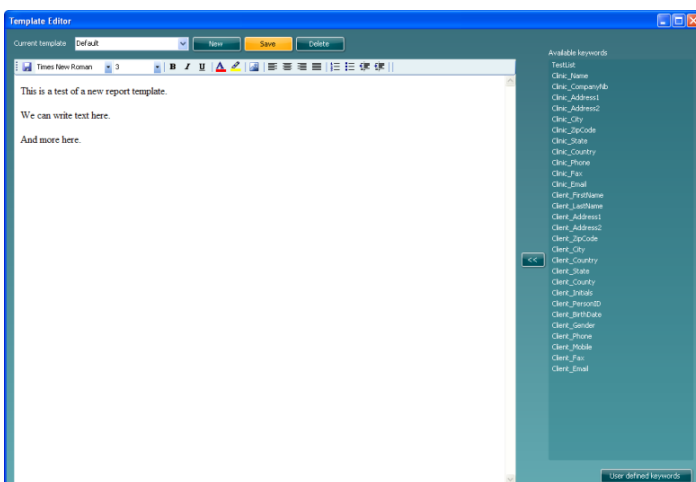 Template Editor
Current template Default New Save Delete
Available keywords
Times New Roman 3 B I U A
This is a test of a new report template.
We can write text here.
And more here.
TestList
Clinic_Name
Clinic_CompanyNb
Clinic_Address1
Clinic_Address2
Clinic_City
Clinic_ZipCode
Clinic_State
Clinic_Country
Clinic_Phone
Clinic_Fax
Clinic_Email
Client_FirstName
Client_LastName
Client_Address1
Client_Address2
Client_ZipCode
Client_City
<< Client_Country
Client_State
Client_County
Client_Initials
Client_PersonID
Client_BirthDate
Client_Gender
Client_Phone
Client_Mobile
Client_Fax
Client_Email
User defined keywords